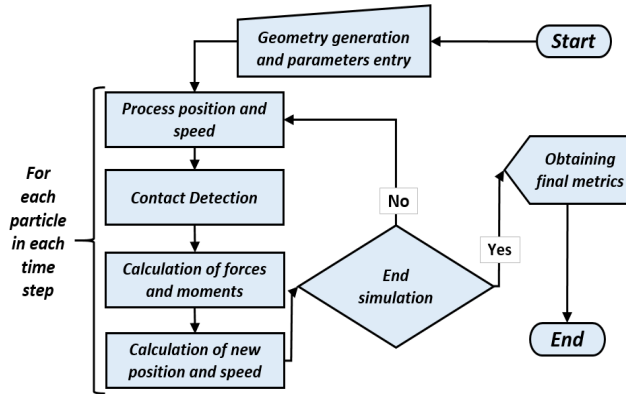 Start
Geometry generation
and parameters entry
For
each
particle
in each
time
step
Process position and
speed
Contact Detection
Calculation of forces
and moments
Calculation of new
position and speed
End
simulation
No
Yes
Obtaining
final metrics
End